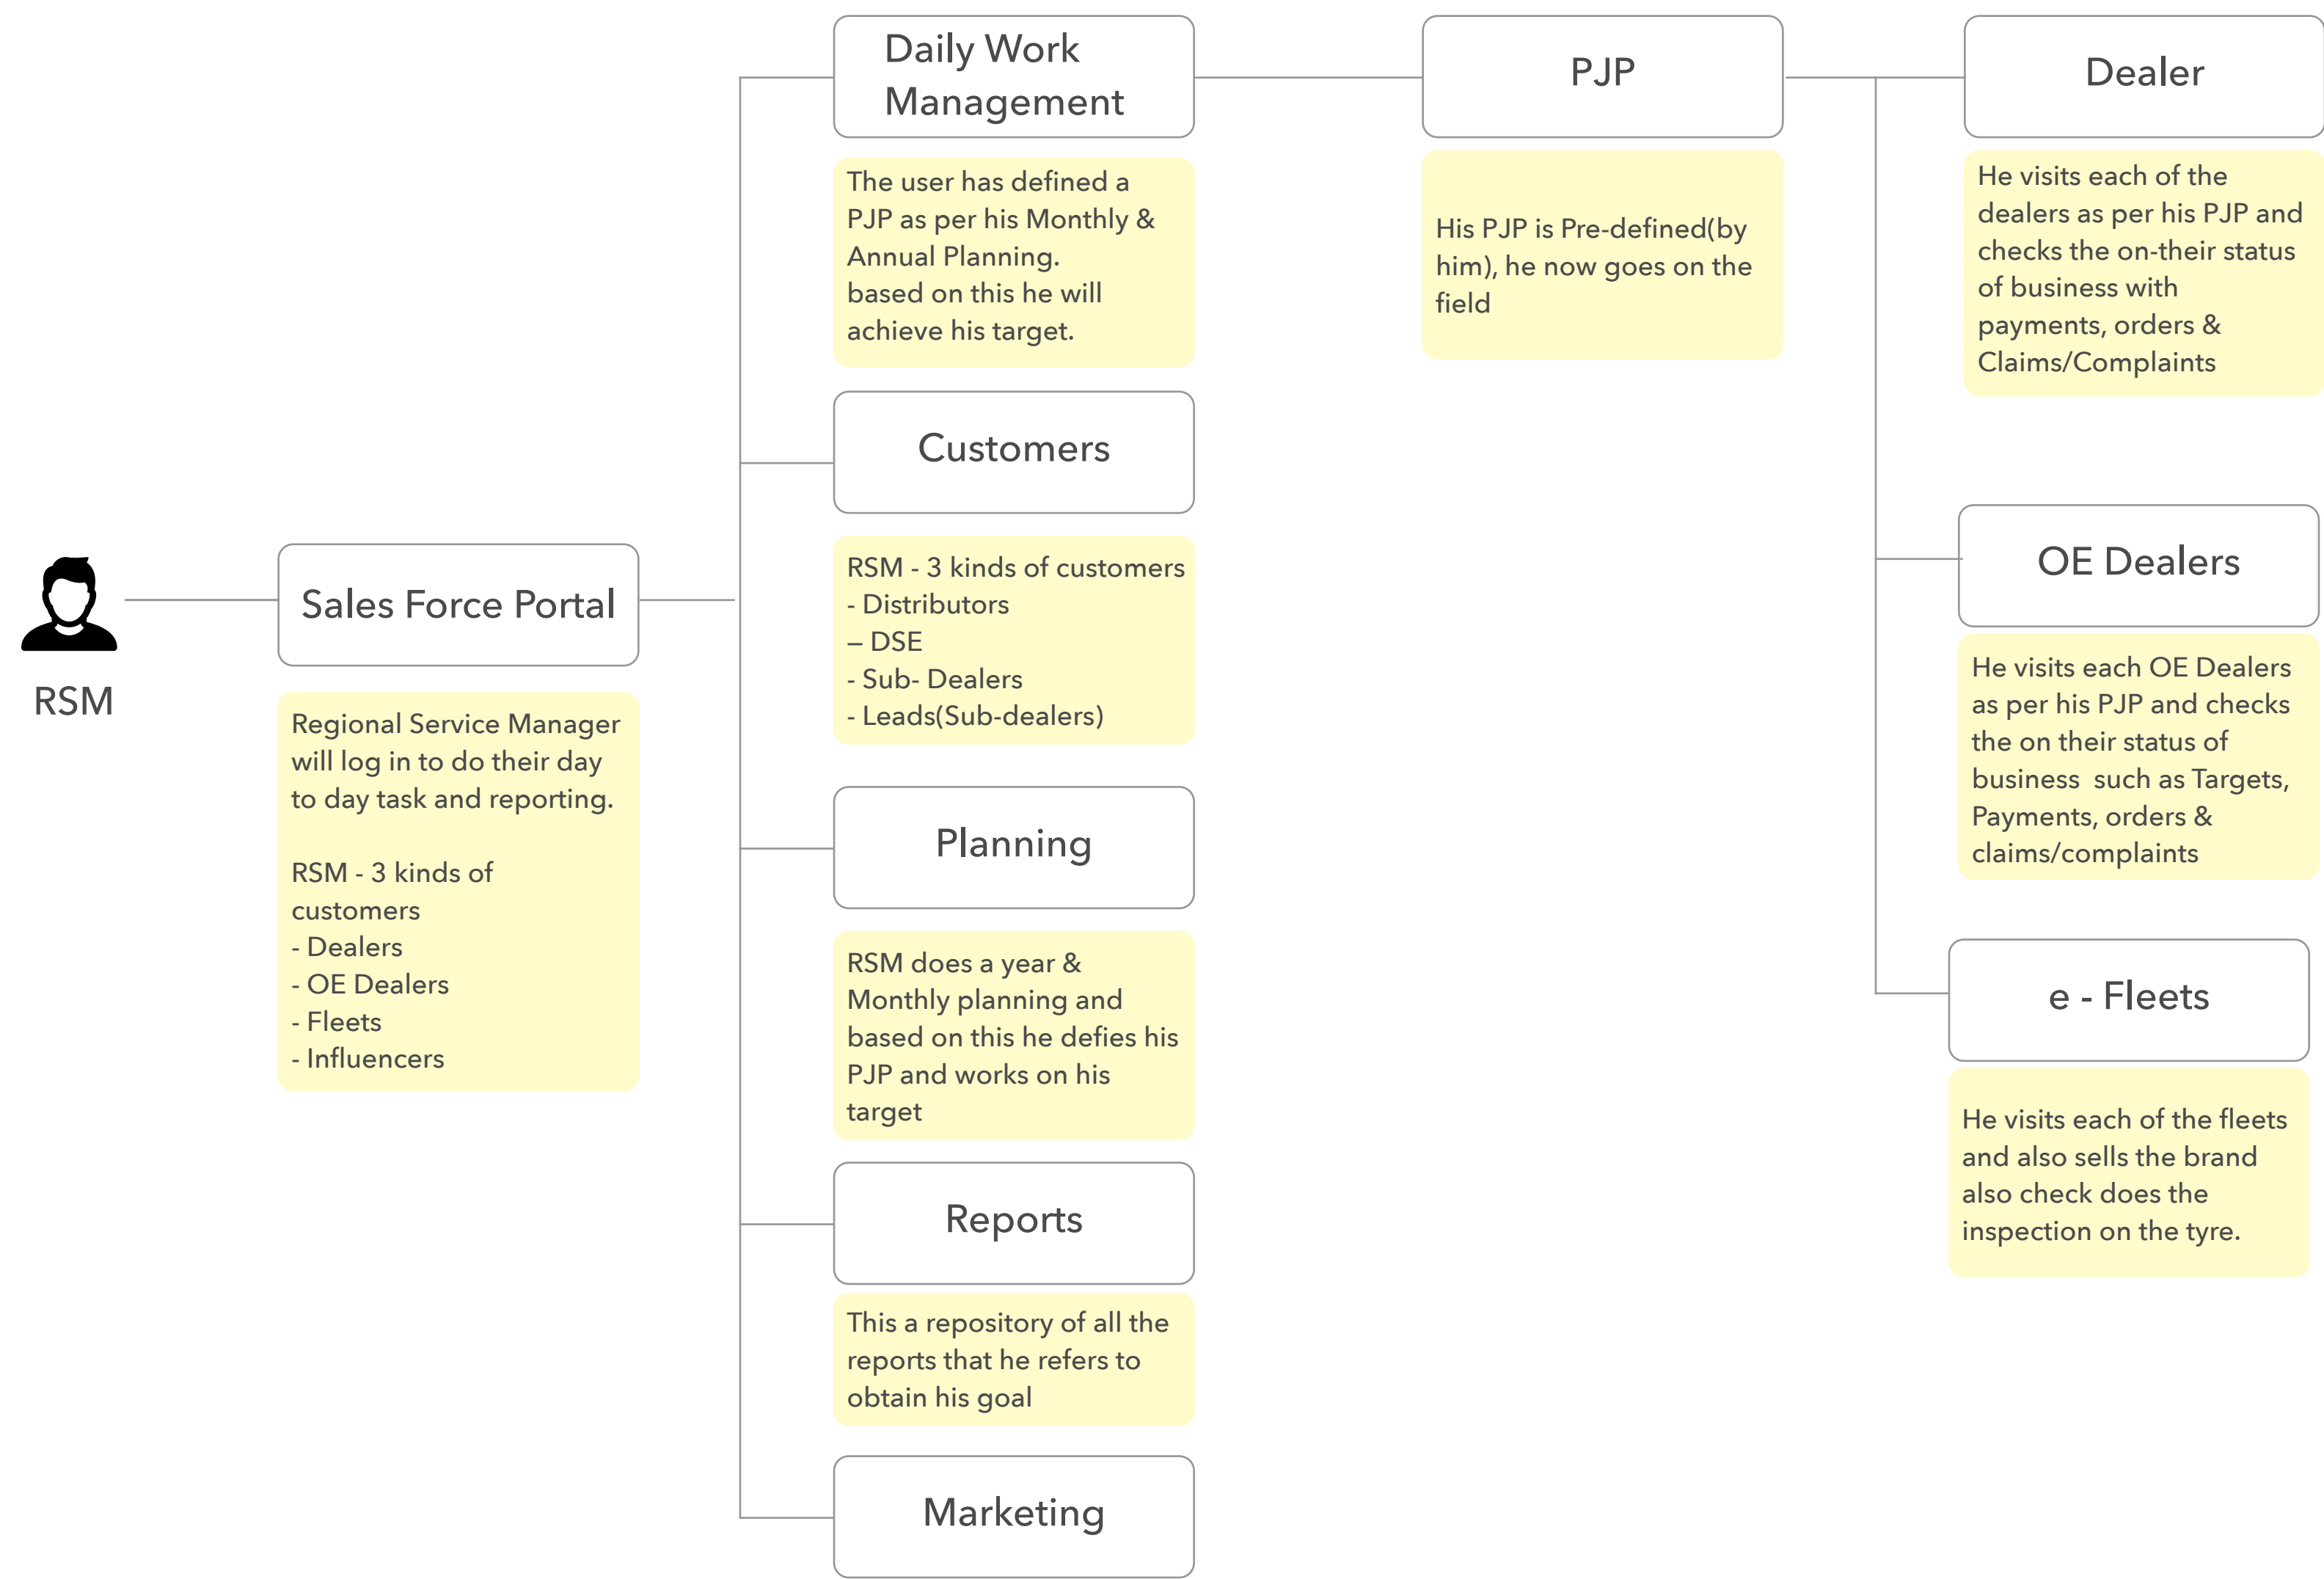 RSM
Sales Force Portal
Regional Service Manager
will log in to do their day
to day task and reporting.
RSM - 3 kinds of
customers
- Dealers
- OE Dealers
- Fleets
- Influencers
Daily Work
Management
The user has defined a
PJP as per his Monthly &
Annual Planning.
based on this he will
achieve his target.
Customers
RSM - 3 kinds of customers
- Distributors
– DSE
- Sub- Dealers
- Leads(Sub-dealers)
Planning
RSM does a year &
Monthly planning and
based on this he defies his
PJP and works on his
target
Reports
This a repository of all the
reports that he refers to
obtain his goal
Marketing
PJP
His PJP is Pre-defined(by
him), he now goes on the
field
Dealer
He visits each of the
dealers as per his PJP and
checks the on-their status
of business with
payments, orders &
Claims/Complaints
OE Dealers
He visits each OE Dealers
as per his PJP and checks
the on their status of
business  such as Targets,
Payments, orders &
claims/complaints
e - Fleets
He visits each of the fleets
and also sells the brand
also check does the
inspection on the tyre.